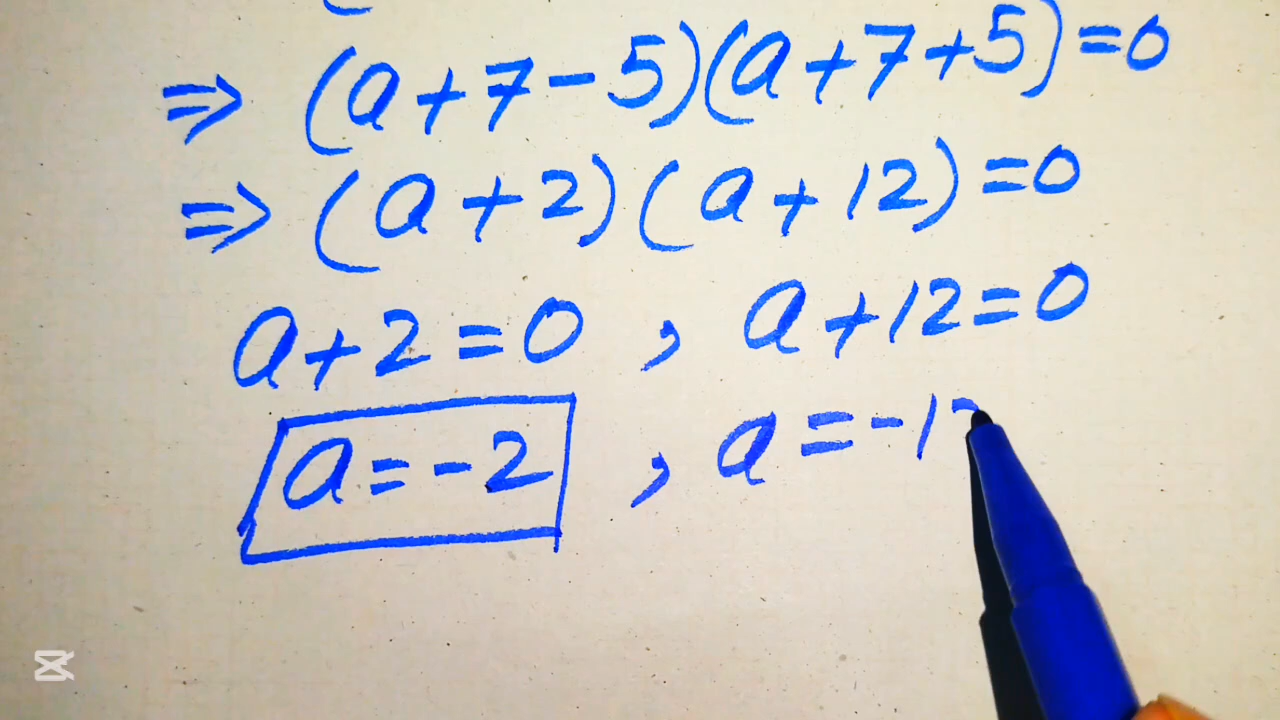 ⇒ (a+7-5)(a+7+5)=0
⇒ (a+2)(a+12)=0
a+2=0 , a+12=0
a=-2 , a=-1